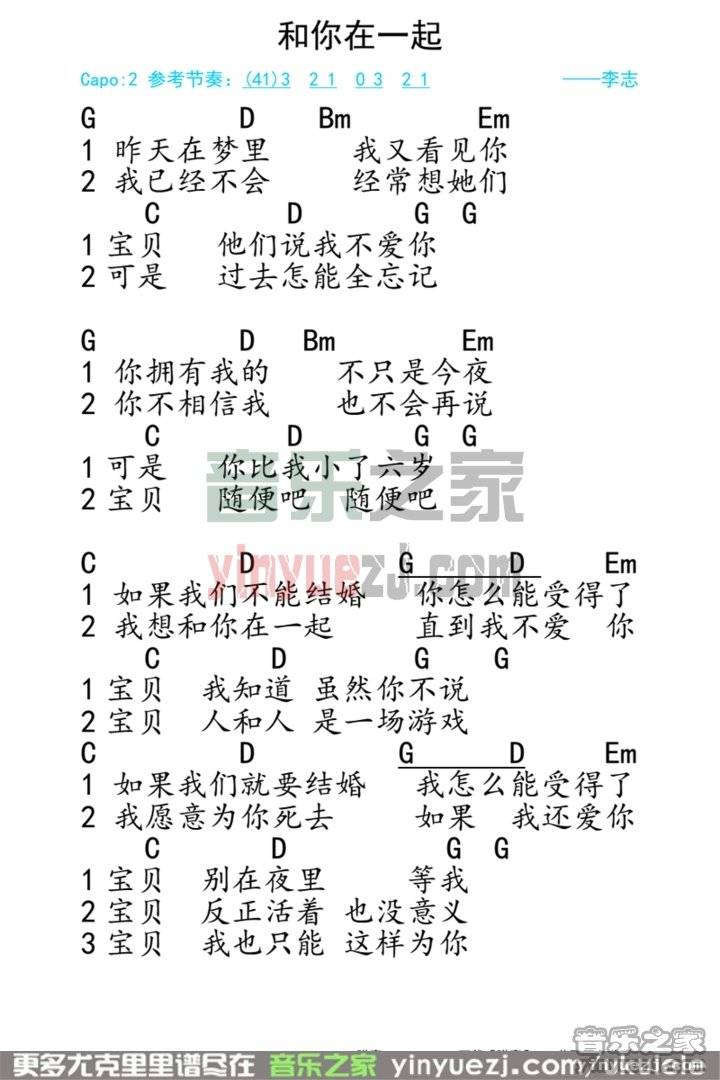 和你在一起
Capo:2 参考节奏：(41)3 21 03 21 ——李志
G D Bm Em
1 昨天在梦里 我又看见你
2 我已经不会 经常想她们
C D G G
1 宝贝 他们说我不爱你
2 可是 过去怎能全忘记
G D Bm Em
1 你拥有我的 不只是今夜
2 你不相信我 也不会再说
C D G G
1 可是 你比我小了六岁
2 宝贝 随便吧 随便吧
音乐之家
yinyuezj.com
C D G D Em
1 如果我们不能结婚 你怎么能受得了
2 我想和你在一起 直到我不爱 你
C D G G
1 宝贝 我知道 虽然你不说
2 宝贝 人和人 是一场游戏
C D G D Em
1 如果我们就要结婚 我怎么能受得了
2 我愿意为你死去 如果 我还爱你
C D G G
1 宝贝 别在夜里 等我
2 宝贝 反正活着 也没意义
3 宝贝 我也只能 这样为你
更多尤克里里谱尽在 音乐之家 yinyuezj.com/ukulele
音乐之家
yinyuezj.com